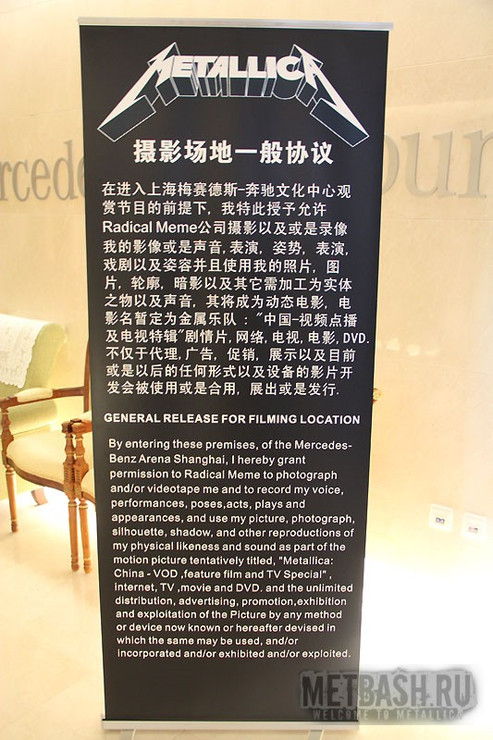 METALLICA
摄影场地一般协议
在进入上海梅赛德斯-奔驰文化中心观
赏节目的前提下, 我特此授予允许
Radical Meme公司摄影以及或是录像
我的影像或是声音,表演, 姿势, 表演,
戏剧以及姿容并且使用我的照片, 图
片, 轮廓, 暗影以及其它需加工为实体
之物以及声音, 其将成为动态电影, 电
影名暂定为金属乐队 : "中国-视频点播
及电视特辑"剧情片,网络,电视,电影,DVD.
不仅于代理,广告, 促销, 展示以及目前
或是以后的任何形式以及设备的影片开
发会被使用或是合用, 展出或是发行.
GENERAL RELEASE FOR FILMING LOCATION
By entering these premises, of the Mercedes-
Benz Arena Shanghai, I hereby grant
permission to Radical Meme to photograph
and/or videotape me and to record my voice,
performances, poses,acts, plays and
appearances, and use my picture, photograph,
silhouette, shadow, and other reproductions of
my physical likeness and sound as part of the
motion picture tentatively titled, "Metallica:
China - VOD ,feature film and TV Special" ,
Internet, TV ,movie and DVD. and the unlimited
distribution, advertising, promotion,exhibition
and exploitation of the Picture by any method
or device now known or hereafter devised in
which the same may be used, and/or
incorporated and/or exhibited and/or exploited.
METBASH.RU
WELCOME TO METALLICA